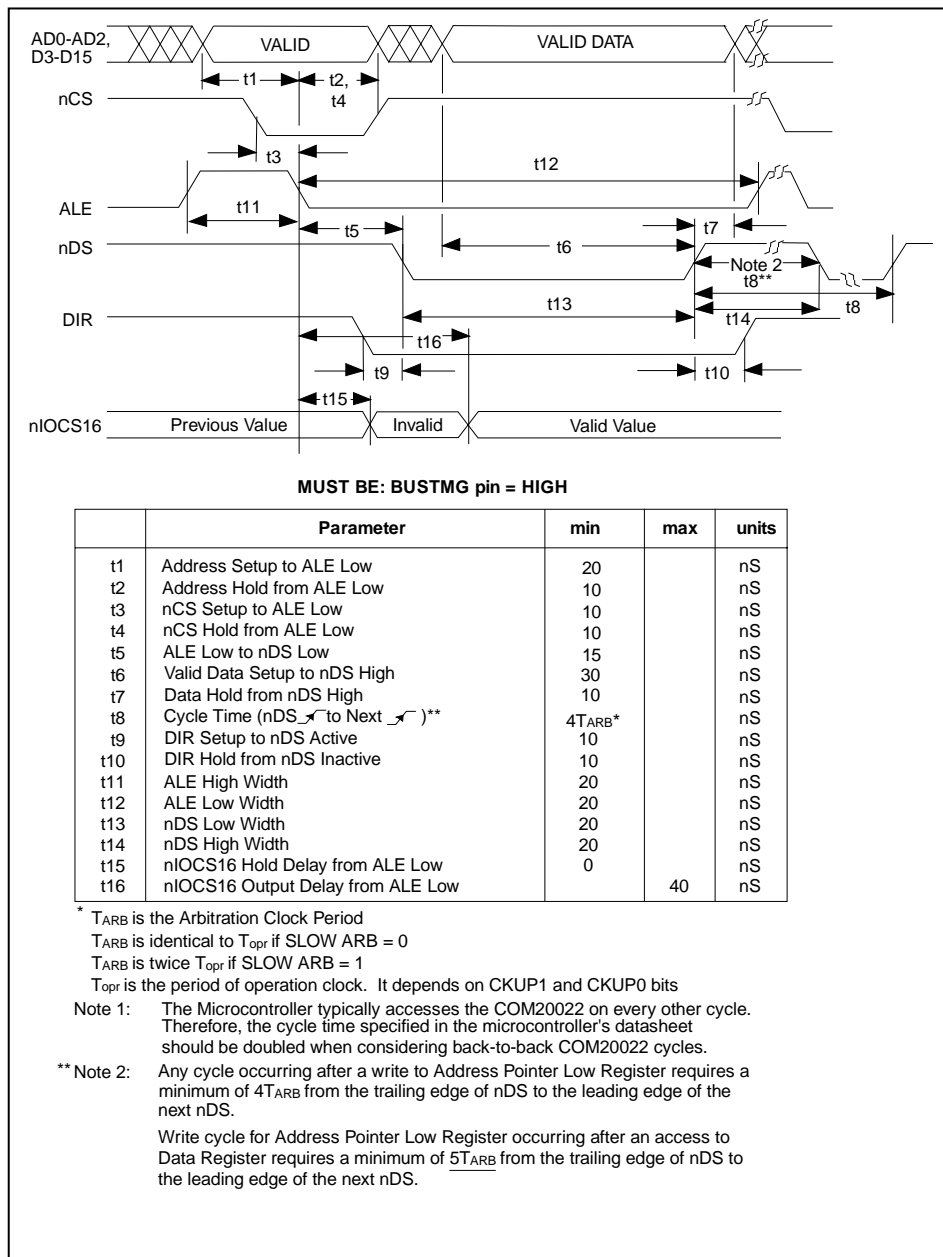 AD0-AD2,
D3-D15
VALID
VALID DATA
t1
t2,
t4
nCS
t3
t12
ALE
t11
t5
t7
nDS
t6
Note 2
t8**
t8
t13
t14
DIR
t16
t9
t10
t15
nIOCS16
Previous Value
Invalid
Valid Value
MUST BE: BUSTMG pin = HIGH
Parameter min max units
t1 Address Setup to ALE Low 20 nS
t2 Address Hold from ALE Low 10 nS
t3 nCS Setup to ALE Low 10 nS
t4 nCS Hold from ALE Low 10 nS
t5 ALE Low to nDS Low 15 nS
t6 Valid Data Setup to nDS High 30 nS
t7 Data Hold from nDS High 10 nS
t8 Cycle Time (nDS to Next )** 4TARB* nS
t9 DIR Setup to nDS Active 10 nS
t10 DIR Hold from nDS Inactive 10 nS
t11 ALE High Width 20 nS
t12 ALE Low Width 20 nS
t13 nDS Low Width 20 nS
t14 nDS High Width 20 nS
t15 nIOCS16 Hold Delay from ALE Low 0 nS
t16 nIOCS16 Output Delay from ALE Low 40 nS
* TARB is the Arbitration Clock Period
TARB is identical to Topr if SLOW ARB = 0
TARB is twice Topr if SLOW ARB = 1
Topr is the period of operation clock. It depends on CKUP1 and CKUP0 bits
Note 1: The Microcontroller typically accesses the COM20022 on every other cycle.
Therefore, the cycle time specified in the microcontroller's datasheet
should be doubled when considering back-to-back COM20022 cycles.
** Note 2: Any cycle occurring after a write to Address Pointer Low Register requires a
minimum of 4TARB from the trailing edge of nDS to the leading edge of the
next nDS.
Write cycle for Address Pointer Low Register occurring after an access to
Data Register requires a minimum of 5TARB from the trailing edge of nDS to
the leading edge of the next nDS.